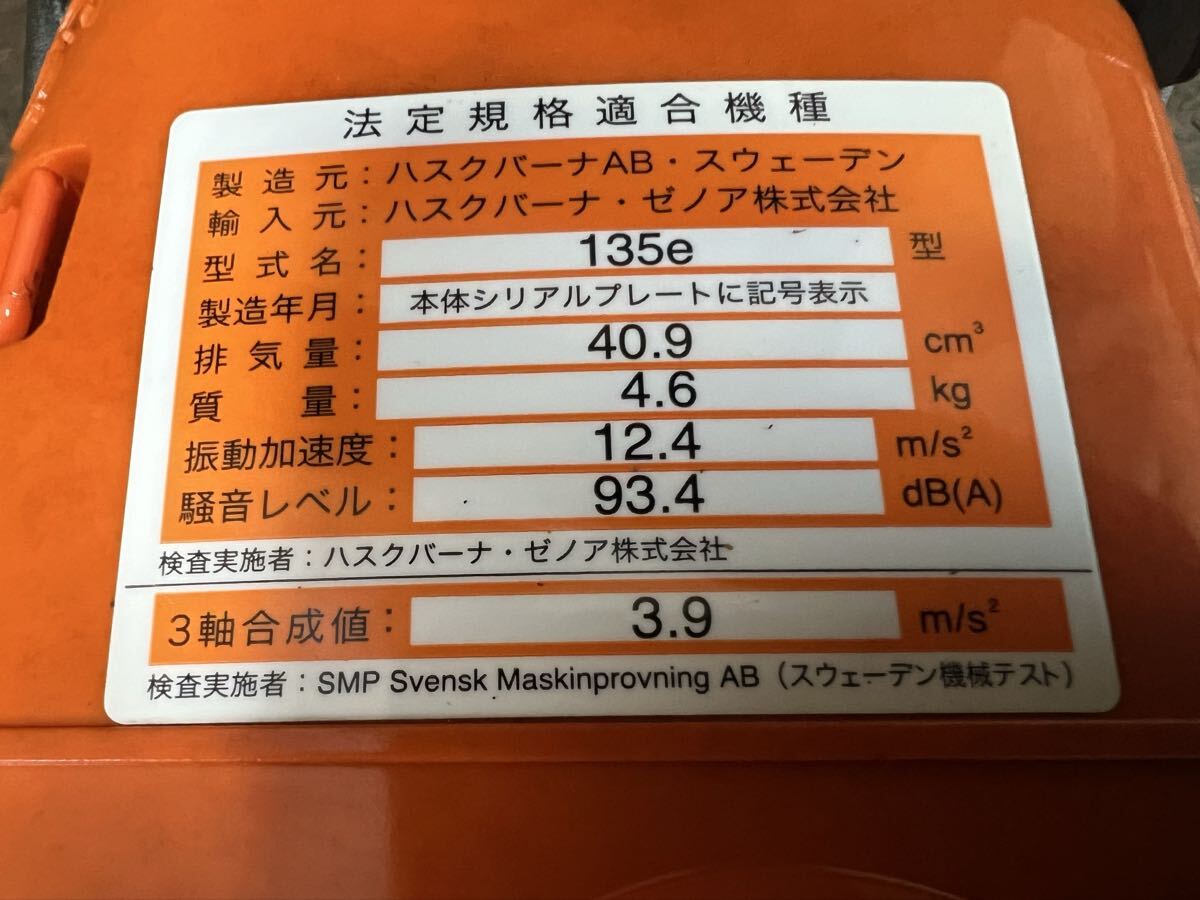 法定規格適合機種
製造元：ハスクバーナAB・スウェーデン
輸入元：ハスクバーナ・ゼノア株式会社
型式名： 135e 型
製造年月： 本体シリアルプレートに記号表示
排気量： 40.9 cm³
質量： 4.6 kg
振動加速度： 12.4 m/s²
騒音レベル： 93.4 dB(A)
検査実施者：ハスクバーナ・ゼノア株式会社
3軸合成値： 3.9 m/s²
検査実施者：SMP Svensk Maskinprovning AB（スウェーデン機械テスト）